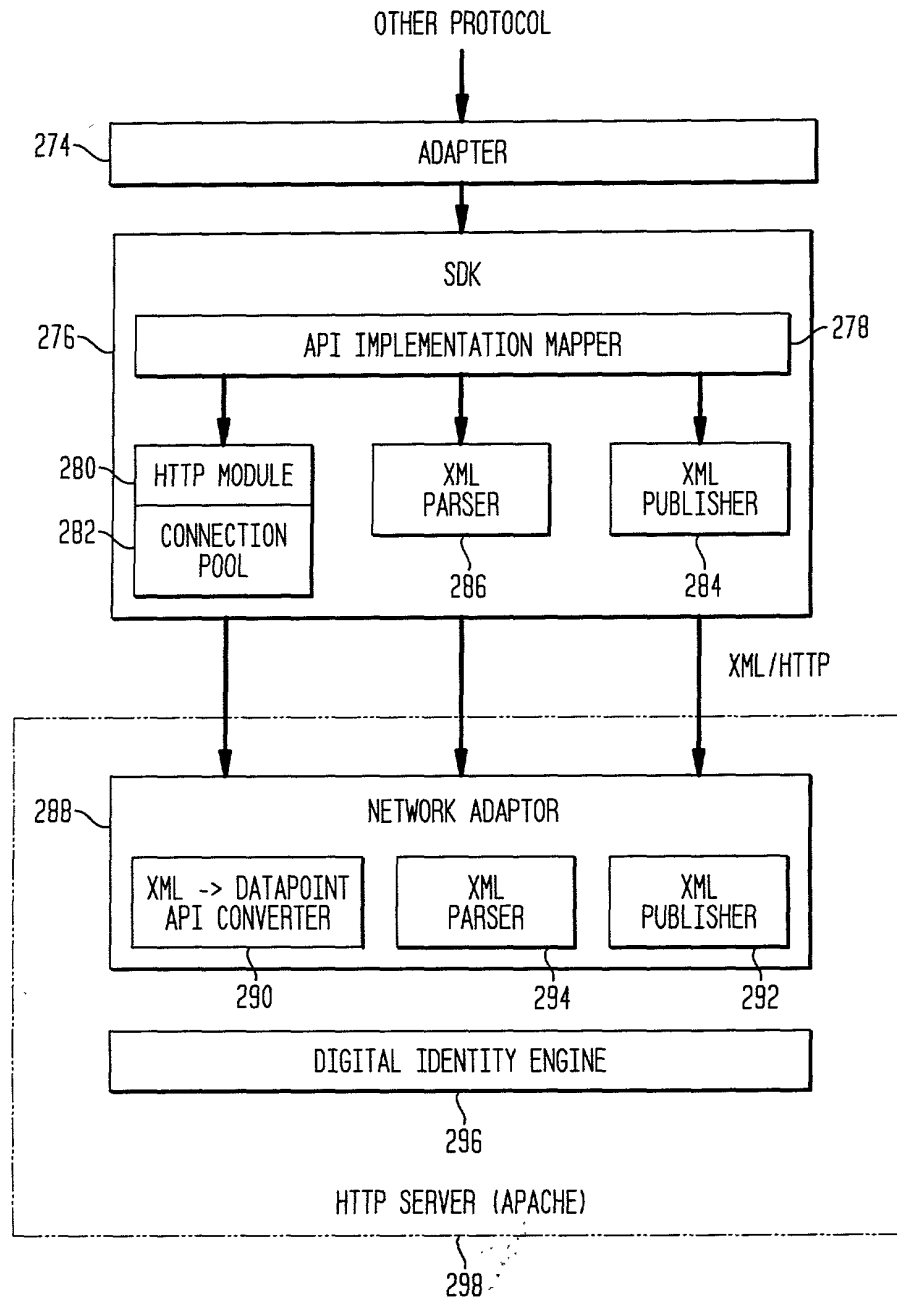 OTHER PROTOCOL
274
ADAPTER
SDK
276
API IMPLEMENTATION MAPPER
278
280
HTTP MODULE
282
CONNECTION
POOL
XML
PARSER
286
XML
PUBLISHER
284
XML/HTTP
288
NETWORK ADAPTOR
XML -> DATAPOINT
API CONVERTER
290
XML
PARSER
294
XML
PUBLISHER
292
DIGITAL IDENTITY ENGINE
296
HTTP SERVER (APACHE)
298